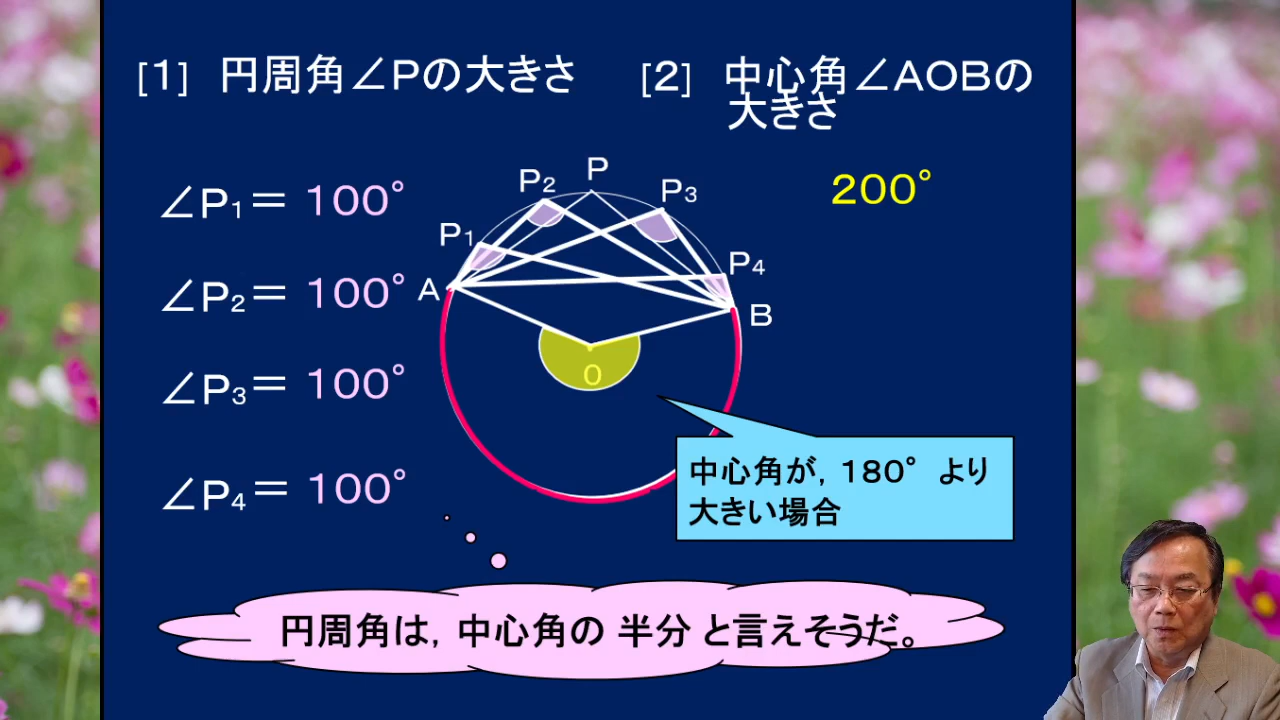 [1] 円周角∠Pの大きさ
[2] 中心角∠AOBの
大きさ
∠P₁＝ 100°
∠P₂＝ 100°
∠P₃＝ 100°
∠P₄＝ 100°
200°
P
P₂
P₃
P₁
P₄
A
B
O
中心角が，180° より
大きい場合
円周角は，中心角の 半分 と言えそうだ。